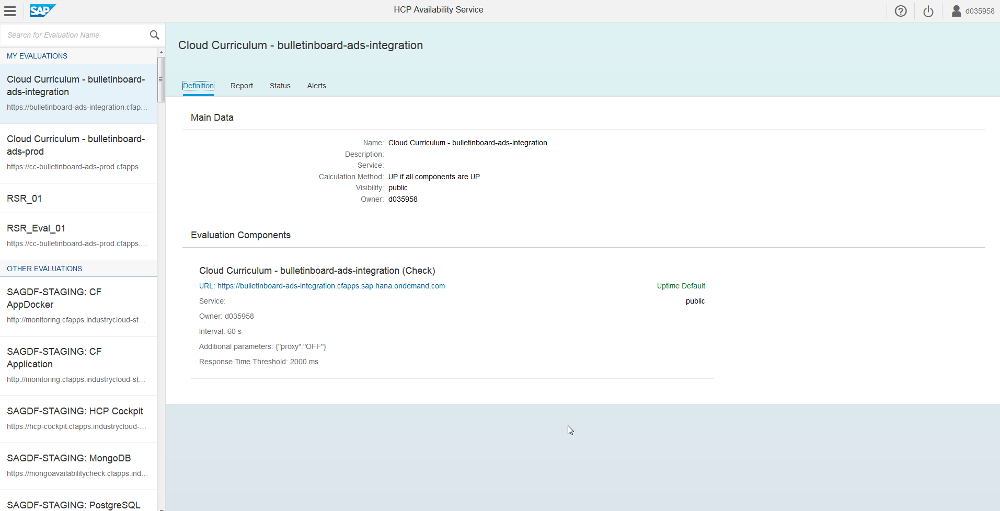 SAP
HCP Availability Service
d035958
Search for Evaluation Name
MY EVALUATIONS
Cloud Curriculum - bulletinboard-
ads-integration
https://bulletinboard-ads-integration.cfap...
Cloud Curriculum - bulletinboard-
ads-prod
https://cc-bulletinboard-ads-prod.cfapps....
RSR_01
RSR_Eval_01
https://cc-bulletinboard-ads-prod.cfapps....
OTHER EVALUATIONS
SAGDF-STAGING: CF
AppDocker
http://monitoring.cfapps.industrycloud-st...
SAGDF-STAGING: CF
Application
http://monitoring.cfapps.industrycloud-st...
SAGDF-STAGING: HCP Cockpit
https://hcp-cockpit.cfapps.industrycloud-...
SAGDF-STAGING: MongoDB
https://mongoavailabilitycheck.cfapps.ind...
SAGDF-STAGING: PostgreSQL
Cloud Curriculum - bulletinboard-ads-integration
Definition Report Status Alerts
Main Data
Name: Cloud Curriculum - bulletinboard-ads-integration
Description:
Service:
Calculation Method: UP if all components are UP
Visibility: public
Owner: d035958
Evaluation Components
Cloud Curriculum - bulletinboard-ads-integration (Check)
URL: https://bulletinboard-ads-integration.cfapps.sap.hana.ondemand.com Uptime Default
Service: public
Owner: d035958
Interval: 60 s
Additional parameters: {"proxy":"OFF"}
Response Time Threshold: 2000 ms